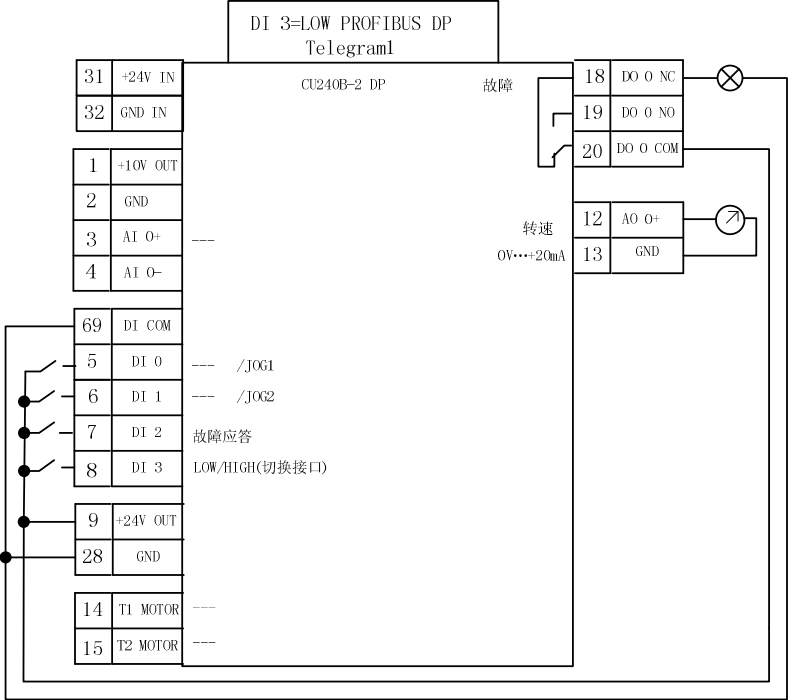 DI 3=LOW PROFIBUS DP
Telegram1
CU240B-2 DP
31 +24V IN
32 GND IN
1 +10V OUT
2 GND
3 AI 0+ ---
4 AI 0-
69 DI COM
5 DI 0 --- /JOG1
6 DI 1 --- /JOG2
7 DI 2 故障应答
8 DI 3 LOW/HIGH(切换接口)
9 +24V OUT
28 GND
14 T1 MOTOR ---
15 T2 MOTOR ---
故障 18 DO 0 NC
19 DO 0 NO
20 DO 0 COM
转速 12 AO 0+
0V···+20mA 13 GND